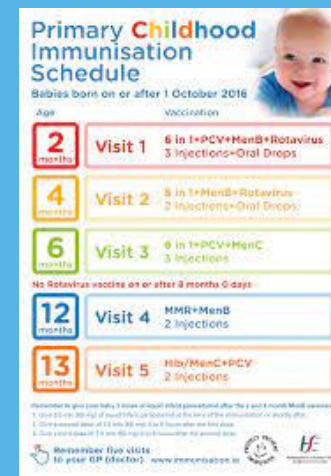 Primary Childhood
Immunisation
Schedule
Babies born on or after 1 October 2016
Age Vaccination
2 months Visit 1 6 in 1+PCV+MenB+Rotavirus
3 Injections+Oral Drops
4 months Visit 2 6 in 1+MenB+Rotavirus
2 Injections+Oral Drops
6 months Visit 3 6 in 1+PCV+MenC
3 Injections
No Rotavirus vaccine on or after 8 months 0 days
12 months Visit 4 MMR+MenB
2 Injections
13 months Visit 5 Hib/MenC+PCV
2 Injections
Remember five visits
to your GP (doctor) www.immunisation.ie